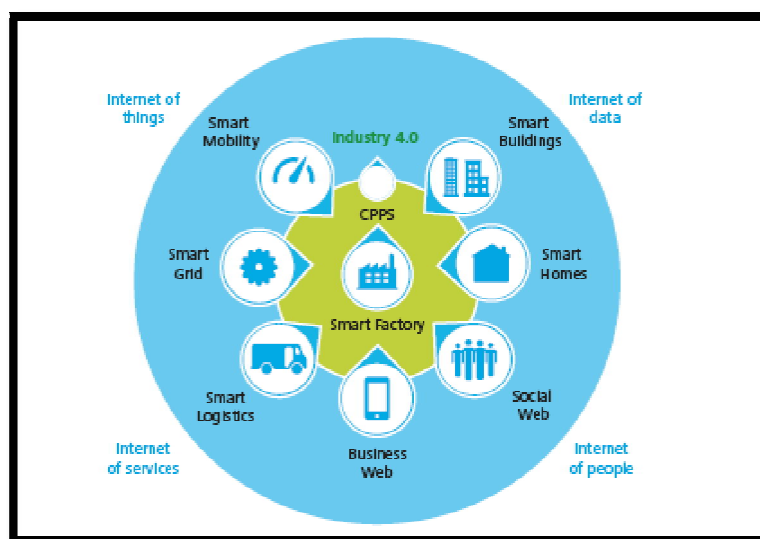 Internet of
things
Internet of
data
Smart
Mobility
Industry 4.0
Smart
Buildings
CPPS
Smart
Grid
Smart
Homes
Smart Factory
Smart
Logistics
Social
Web
Business
Web
Internet
of services
Internet
of people